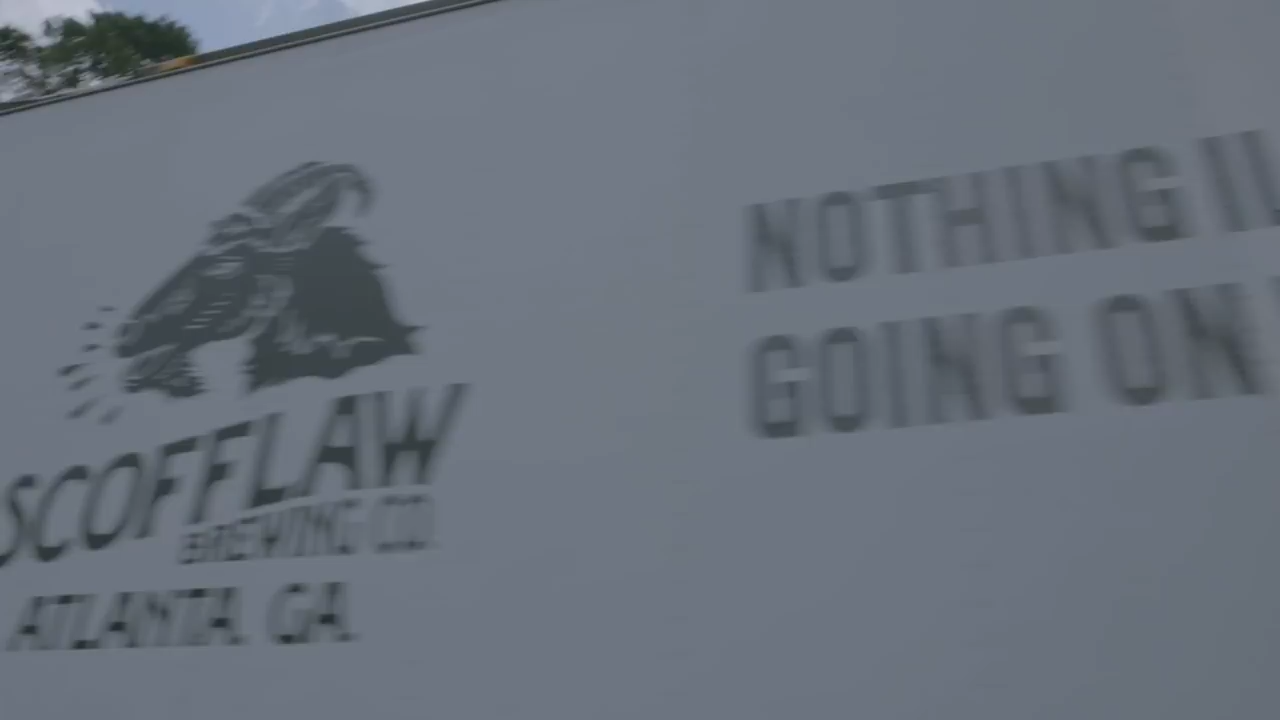 SCOFFLAW
BREWING CO.
ATLANTA, GA.
NOTHING
GOING ON